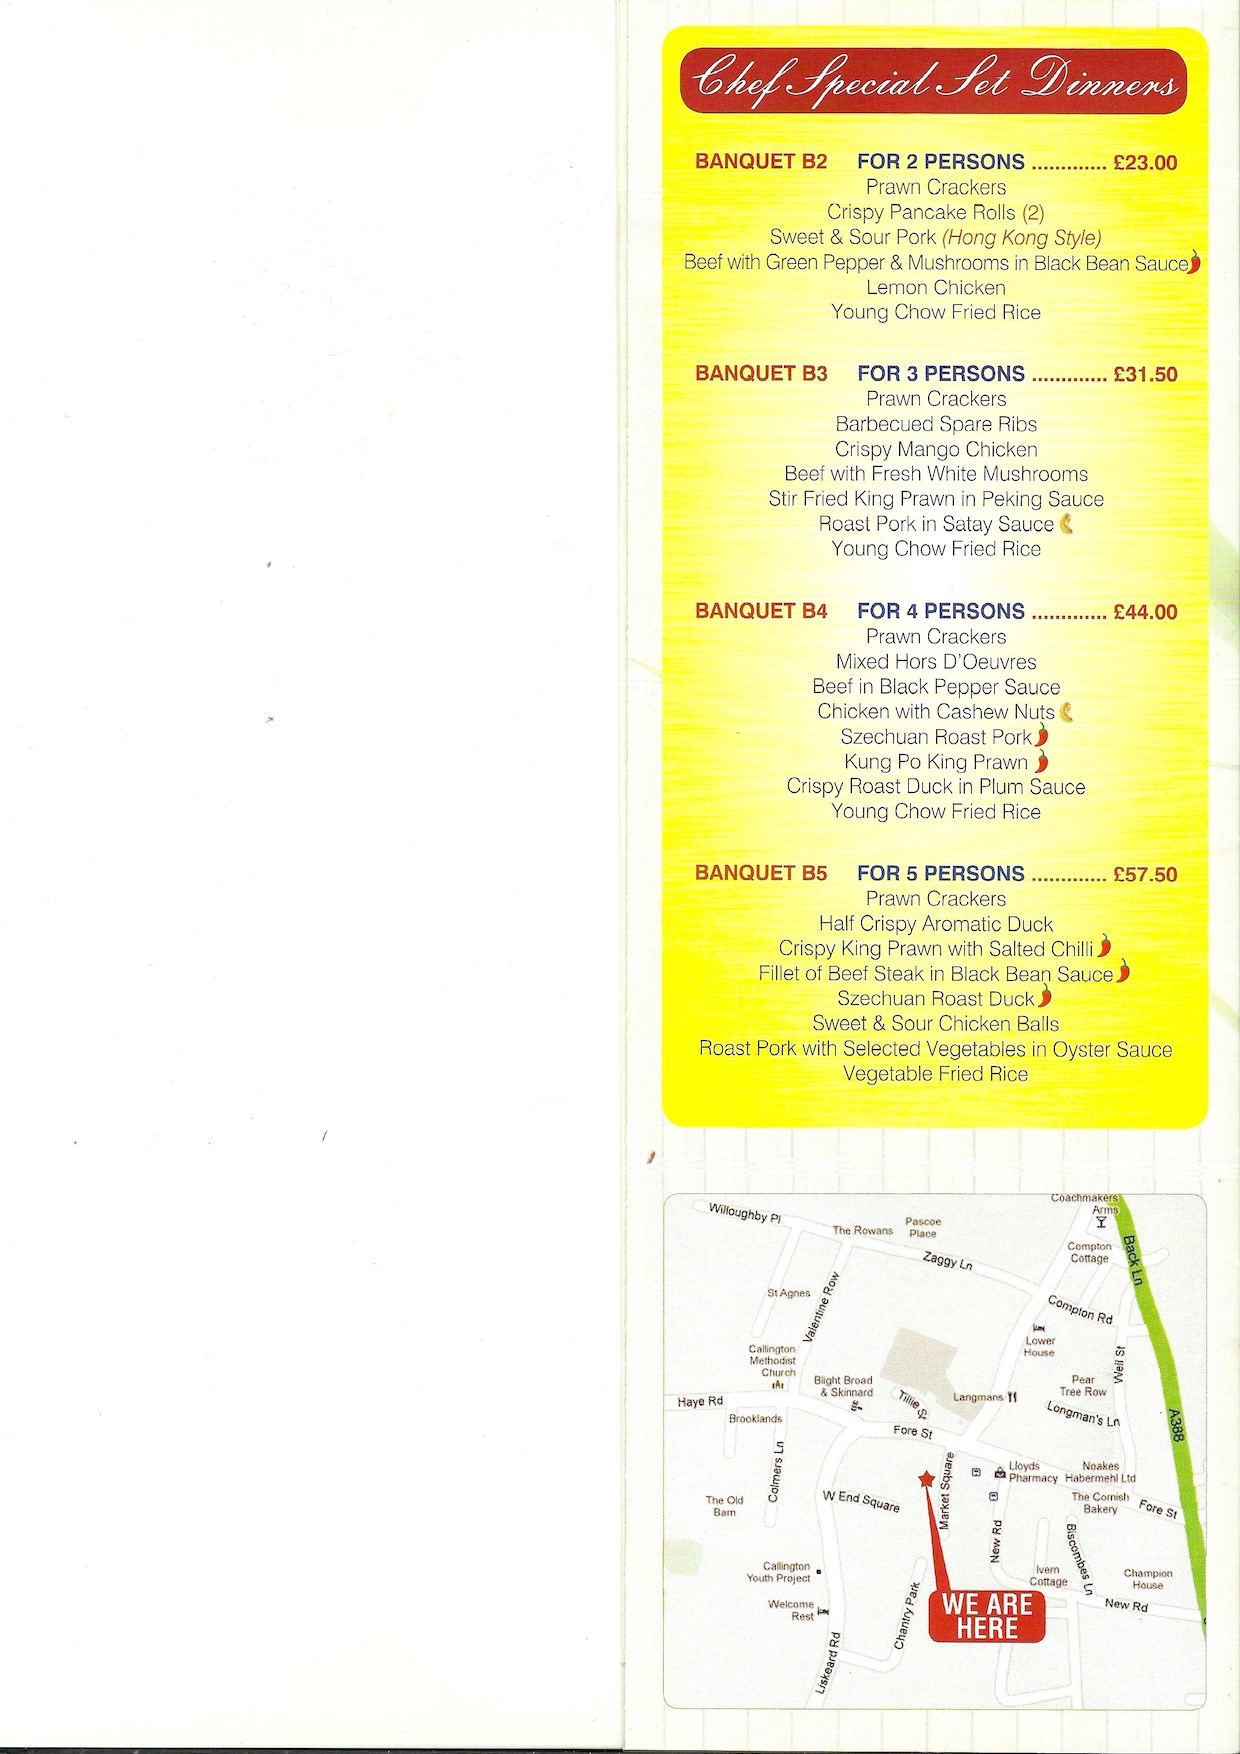 Chef Special Set Dinners
BANQUET B2 FOR 2 PERSONS ............. £23.00
Prawn Crackers
Crispy Pancake Rolls (2)
Sweet & Sour Pork (Hong Kong Style)
Beef with Green Pepper & Mushrooms in Black Bean Sauce
Lemon Chicken
Young Chow Fried Rice
BANQUET B3 FOR 3 PERSONS ............. £31.50
Prawn Crackers
Barbecued Spare Ribs
Crispy Mango Chicken
Beef with Fresh White Mushrooms
Stir Fried King Prawn in Peking Sauce
Roast Pork in Satay Sauce
Young Chow Fried Rice
BANQUET B4 FOR 4 PERSONS ............. £44.00
Prawn Crackers
Mixed Hors D'Oeuvres
Beef in Black Pepper Sauce
Chicken with Cashew Nuts
Szechuan Roast Pork
Kung Po King Prawn
Crispy Roast Duck in Plum Sauce
Young Chow Fried Rice
BANQUET B5 FOR 5 PERSONS ............. £57.50
Prawn Crackers
Half Crispy Aromatic Duck
Crispy King Prawn with Salted Chilli
Fillet of Beef Steak in Black Bean Sauce
Szechuan Roast Duck
Sweet & Sour Chicken Balls
Roast Pork with Selected Vegetables in Oyster Sauce
Vegetable Fried Rice
Coachmakers
Arms
Willoughby Pl
The Rowans
Pascoe
Place
Zaggy Ln
Compton
Cottage
Back Ln
St Agnes
Valentine Row
Compton Rd
Lower
House
Well St
Callington
Methodist
Church
Blight Broad
& Skinnard
Tillie St
Langmans
Pear
Tree Row
Longman's Ln
A388
Haye Rd
Brooklands
Fore St
Colmers Ln
Market Square
Lloyds
Pharmacy
Noakes
Habermehl Ltd
The Old
Barn
W End Square
The Cornish
Bakery
Fore St
New Rd
Biscombes Ln
Callington
Youth Project
Ivern
Cottage
Champion
House
Welcome
Rest
Chantry Park
New Rd
WE ARE
HERE
Liskeard Rd